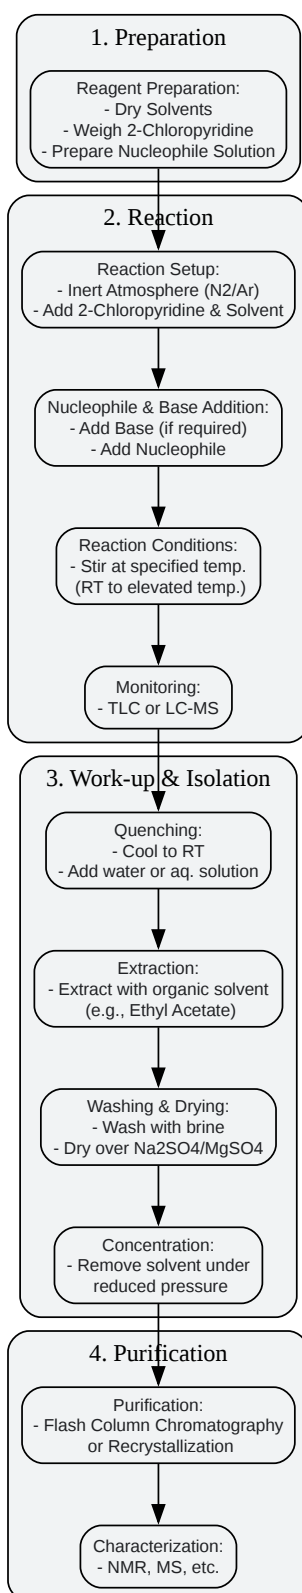 1. Preparation
Reagent Preparation:
- Dry Solvents
- Weigh 2-Chloropyridine
- Prepare Nucleophile Solution
2. Reaction
Reaction Setup:
- Inert Atmosphere (N2/Ar)
- Add 2-Chloropyridine & Solvent
Nucleophile & Base Addition:
- Add Base (if required)
- Add Nucleophile
Reaction Conditions:
- Stir at specified temp.
(RT to elevated temp.)
Monitoring:
- TLC or LC-MS
3. Work-up & Isolation
Quenching:
- Cool to RT
- Add water or aq. solution
Extraction:
- Extract with organic solvent
(e.g., Ethyl Acetate)
Washing & Drying:
- Wash with brine
- Dry over Na2SO4/MgSO4
Concentration:
- Remove solvent under
reduced pressure
4. Purification
Purification:
- Flash Column Chromatography
or Recrystallization
Characterization:
- NMR, MS, etc.